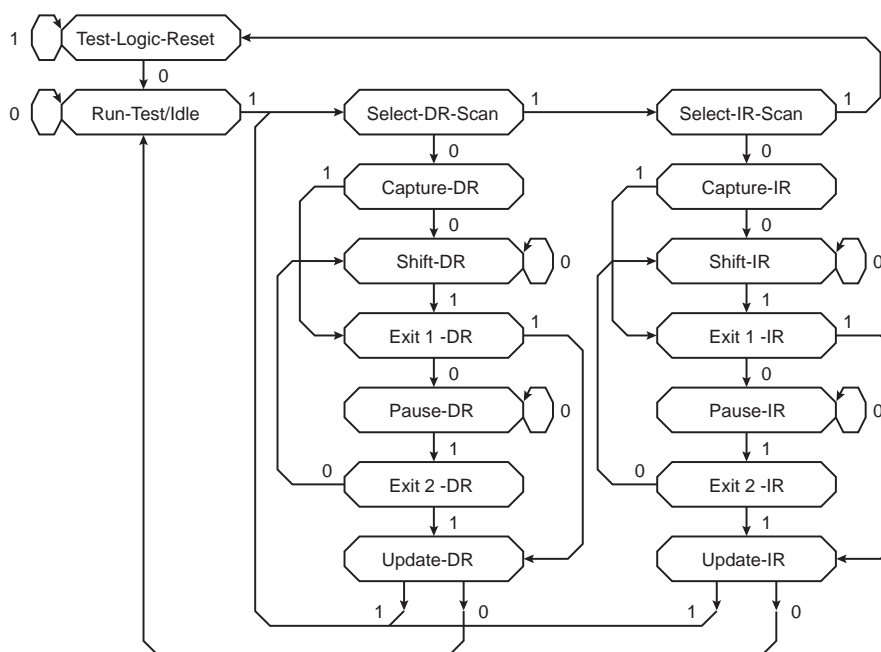 1 Test-Logic-Reset
0
0 Run-Test/Idle 1 Select-DR-Scan 1 Select-IR-Scan 1
0 0
1 Capture-DR 1 Capture-IR
0 0
Shift-DR 0 Shift-IR 0
1 1
Exit 1 -DR 1 Exit 1 -IR 1
0 0
Pause-DR 0 Pause-IR 0
1 1
0 Exit 2 -DR 0 Exit 2 -IR
1 1
Update-DR Update-IR
1 0 1 0